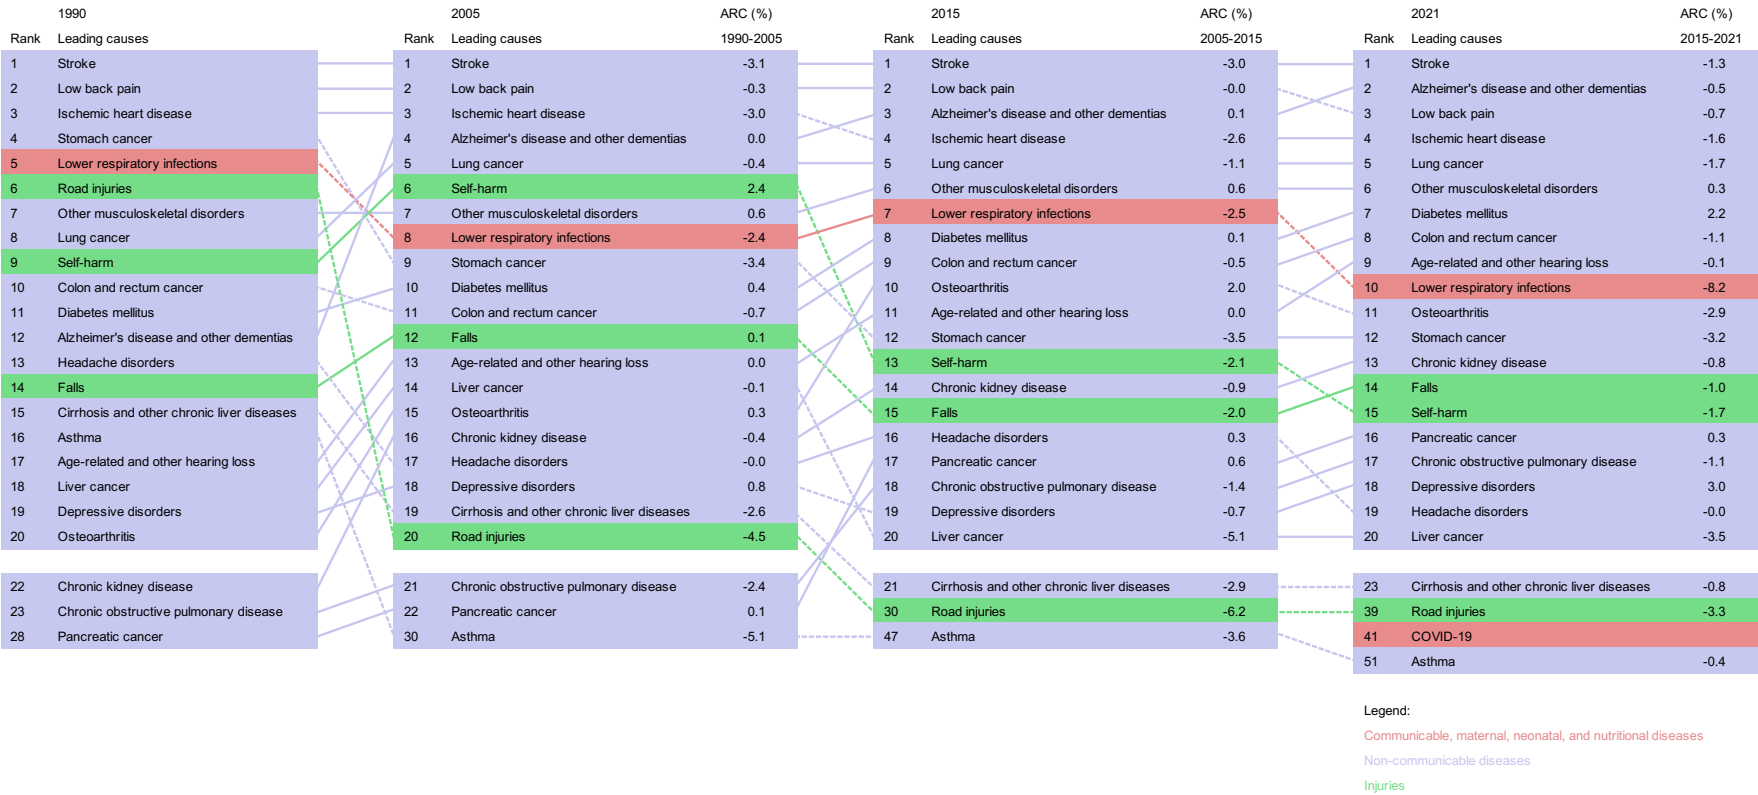 1990 2005 ARC (%) 2015 ARC (%) 2021 ARC (%)
Rank Leading causes Rank Leading causes 1990-2005 Rank Leading causes 2005-2015 Rank Leading causes 2015-2021
1 Stroke 1 Stroke -3.1 1 Stroke -3.0 1 Stroke -1.3
2 Low back pain 2 Low back pain -0.3 2 Low back pain -0.0 2 Alzheimer's disease and other dementias -0.5
3 Ischemic heart disease 3 Ischemic heart disease -3.0 3 Alzheimer's disease and other dementias 0.1 3 Low back pain -0.7
4 Stomach cancer 4 Alzheimer's disease and other dementias 0.0 4 Ischemic heart disease -2.6 4 Ischemic heart disease -1.6
5 Lower respiratory infections 5 Lung cancer -0.4 5 Lung cancer -1.1 5 Lung cancer -1.7
6 Road injuries 6 Self-harm 2.4 6 Other musculoskeletal disorders 0.6 6 Other musculoskeletal disorders 0.3
7 Other musculoskeletal disorders 7 Other musculoskeletal disorders 0.6 7 Lower respiratory infections -2.5 7 Diabetes mellitus 2.2
8 Lung cancer 8 Lower respiratory infections -2.4 8 Diabetes mellitus 0.1 8 Colon and rectum cancer -1.1
9 Self-harm 9 Stomach cancer -3.4 9 Colon and rectum cancer -0.5 9 Age-related and other hearing loss -0.1
10 Colon and rectum cancer 10 Diabetes mellitus 0.4 10 Osteoarthritis 2.0 10 Lower respiratory infections -8.2
11 Diabetes mellitus 11 Colon and rectum cancer -0.7 11 Age-related and other hearing loss 0.0 11 Osteoarthritis -2.9
12 Alzheimer's disease and other dementias 12 Falls 0.1 12 Stomach cancer -3.5 12 Stomach cancer -3.2
13 Headache disorders 13 Age-related and other hearing loss 0.0 13 Self-harm -2.1 13 Chronic kidney disease -0.8
14 Falls 14 Liver cancer -0.1 14 Chronic kidney disease -0.9 14 Falls -1.0
15 Cirrhosis and other chronic liver diseases 15 Osteoarthritis 0.3 15 Falls -2.0 15 Self-harm -1.7
16 Asthma 16 Chronic kidney disease -0.4 16 Headache disorders 0.3 16 Pancreatic cancer 0.3
17 Age-related and other hearing loss 17 Headache disorders -0.0 17 Pancreatic cancer 0.6 17 Chronic obstructive pulmonary disease -1.1
18 Liver cancer 18 Depressive disorders 0.8 18 Chronic obstructive pulmonary disease -1.4 18 Depressive disorders 3.0
19 Depressive disorders 19 Cirrhosis and other chronic liver diseases -2.6 19 Depressive disorders -0.7 19 Headache disorders -0.0
20 Osteoarthritis 20 Road injuries -4.5 20 Liver cancer -5.1 20 Liver cancer -3.5
22 Chronic kidney disease 21 Chronic obstructive pulmonary disease -2.4 21 Cirrhosis and other chronic liver diseases -2.9 23 Cirrhosis and other chronic liver diseases -0.8
23 Chronic obstructive pulmonary disease 22 Pancreatic cancer 0.1 30 Road injuries -6.2 39 Road injuries -3.3
28 Pancreatic cancer 30 Asthma -5.1 47 Asthma -3.6 41 COVID-19
51 Asthma -0.4
Legend:
Communicable, maternal, neonatal, and nutritional diseases
Non-communicable diseases
Injuries